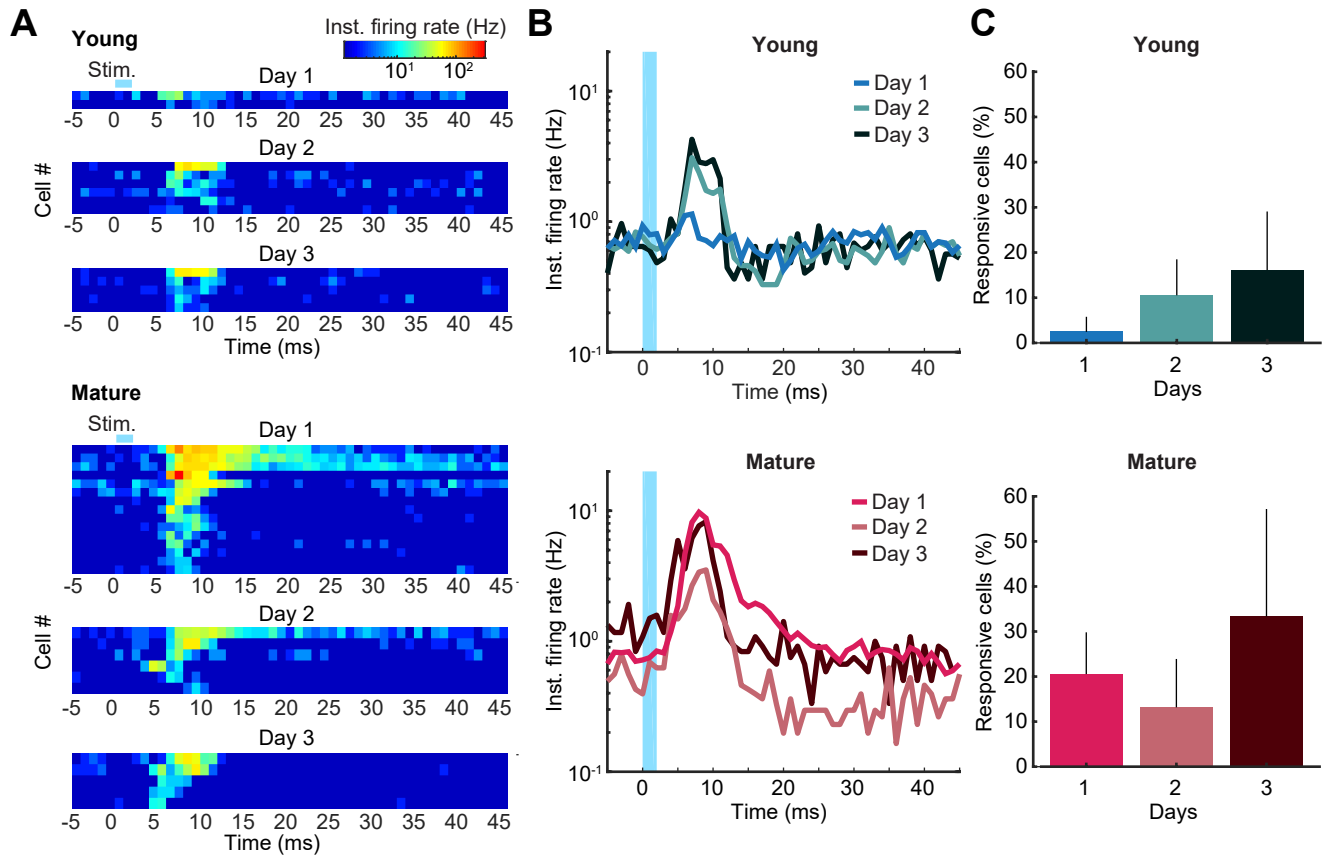 A
Young
Inst. firing rate (Hz)
10¹ 10²
Stim.
Day 1
-5 0 5 10 15 20 25 30 35 40 45
Day 2
Cell #
-5 0 5 10 15 20 25 30 35 40 45
Day 3
-5 0 5 10 15 20 25 30 35 40 45
Time (ms)
Mature
Stim.
Day 1
-5 0 5 10 15 20 25 30 35 40 45
Day 2
Cell #
-5 0 5 10 15 20 25 30 35 40 45
Day 3
-5 0 5 10 15 20 25 30 35 40 45
Time (ms)
B
Young
Day 1
Day 2
Day 3
Inst. firing rate (Hz)
10¹
10⁰
10⁻¹
0 10 20 30 40
Time (ms)
Mature
Day 1
Day 2
Day 3
Inst. firing rate (Hz)
10¹
10⁰
10⁻¹
0 10 20 30 40
Time (ms)
C
Young
Responsive cells (%)
60
50
40
30
20
10
0
1 2 3
Days
Mature
Responsive cells (%)
60
50
40
30
20
10
0
1 2 3
Days